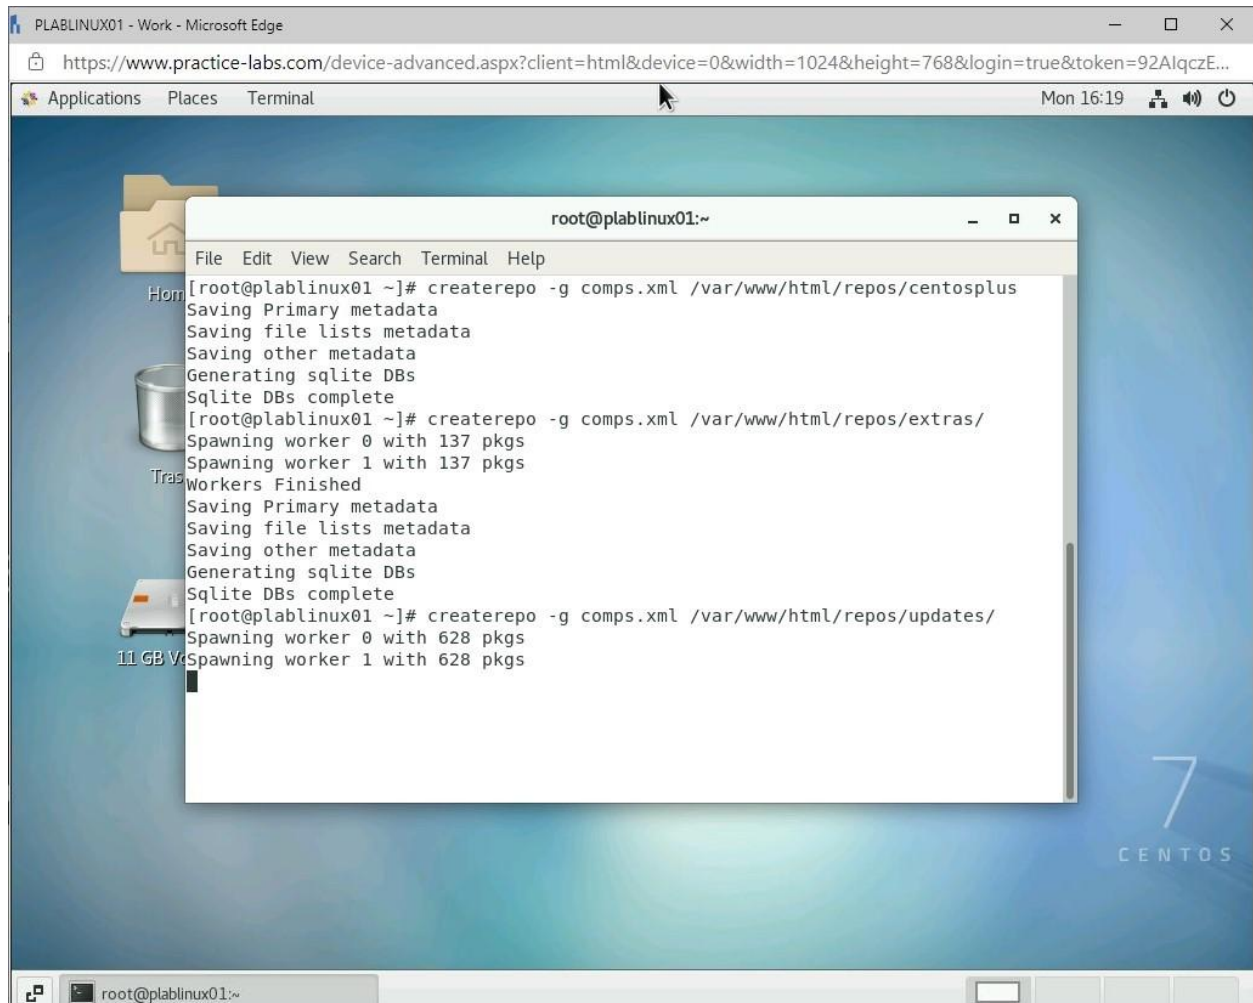 PLABLINUX01 - Work - Microsoft Edge
https://www.practice-labs.com/device-advanced.aspx?client=html&device=0&width=1024&height=768&login=true&token=92AIqczE...
Applications Places Terminal Mon 16:19
root@plablinux01:~
File Edit View Search Terminal Help
[root@plablinux01 ~]# createrepo -g comps.xml /var/www/html/repos/centosplus
Saving Primary metadata
Saving file lists metadata
Saving other metadata
Generating sqlite DBs
Sqlite DBs complete
[root@plablinux01 ~]# createrepo -g comps.xml /var/www/html/repos/extras/
Spawning worker 0 with 137 pkgs
Spawning worker 1 with 137 pkgs
Workers Finished
Saving Primary metadata
Saving file lists metadata
Saving other metadata
Generating sqlite DBs
Sqlite DBs complete
[root@plablinux01 ~]# createrepo -g comps.xml /var/www/html/repos/updates/
Spawning worker 0 with 628 pkgs
Spawning worker 1 with 628 pkgs
Hom
Tras
11 GB Vo
7
CENTOS
root@plablinux01:~